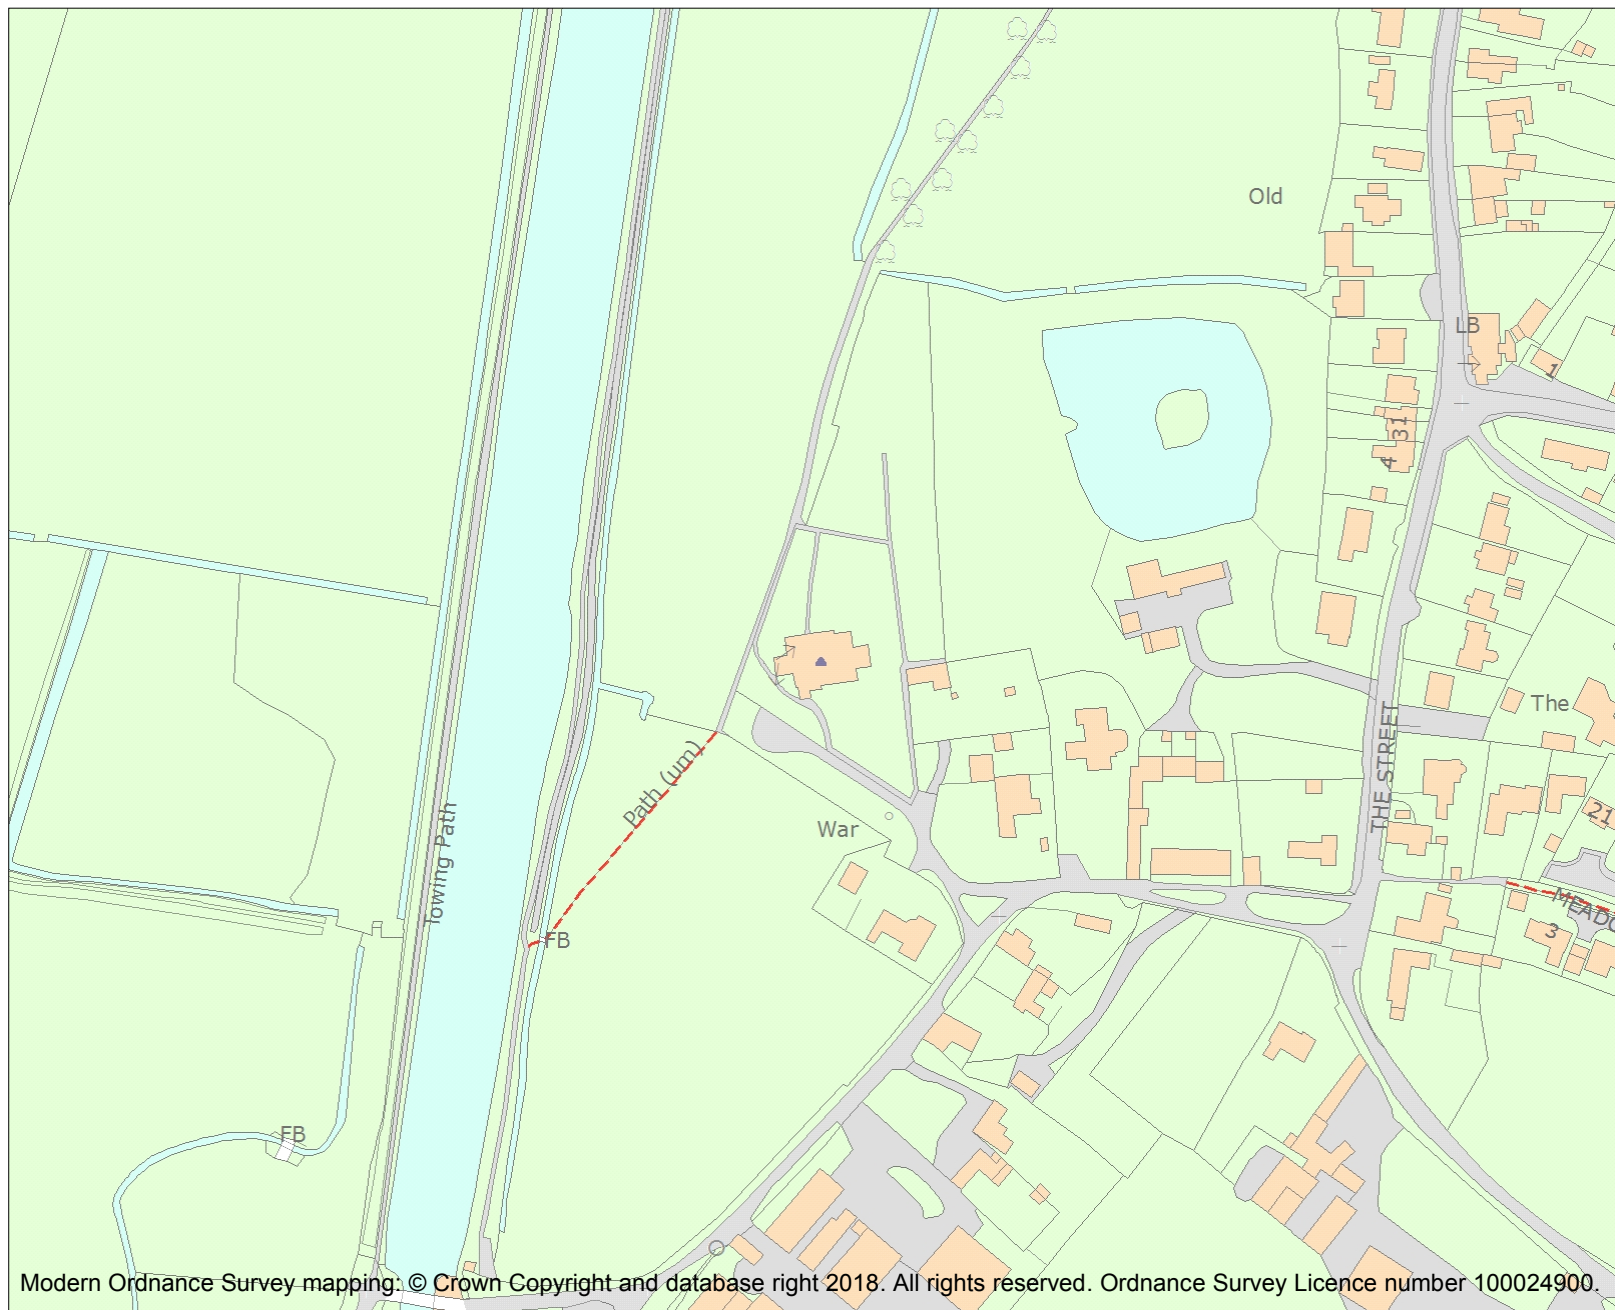 Old
LB
1
31
4
The
THE STREET
Path (um)
21
War
Towing Path
MEADO
3
FB
FB
Modern Ordnance Survey mapping: © Crown Copyright and database right 2018. All rights reserved. Ordnance Survey Licence number 100024900.